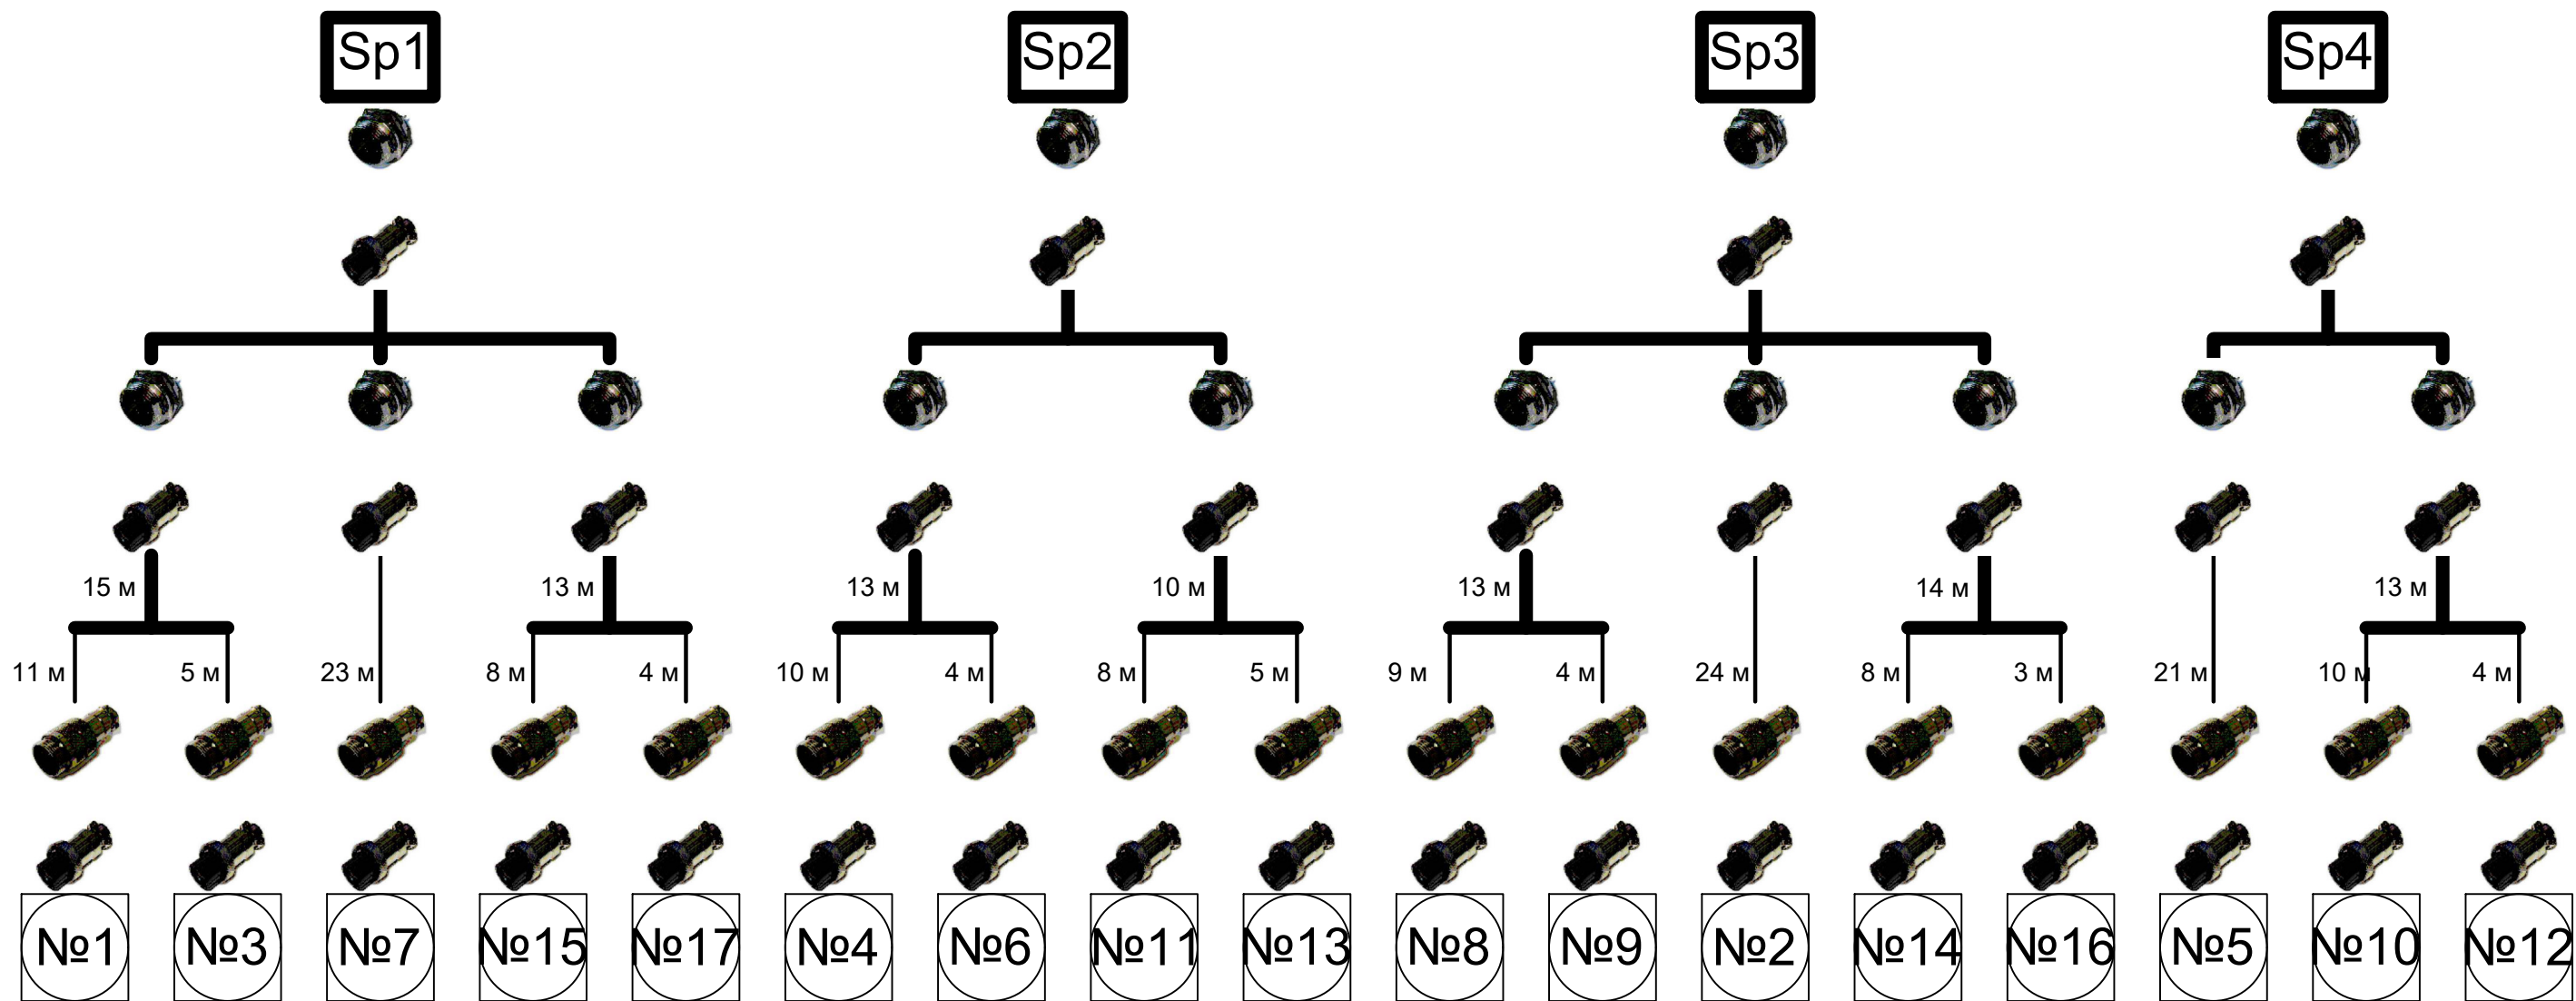 Sp1 Sp2 Sp3 Sp4
15 м 13 м 13 м 10 м 13 м 14 м 13 м
11 м 5 м 23 м 8 м 4 м 10 м 4 м 8 м 5 м 9 м 4 м 24 м 8 м 3 м 21 м 10 м 4 м
№1 №3 №7 №15 №17 №4 №6 №11 №13 №8 №9 №2 №14 №16 №5 №10 №12